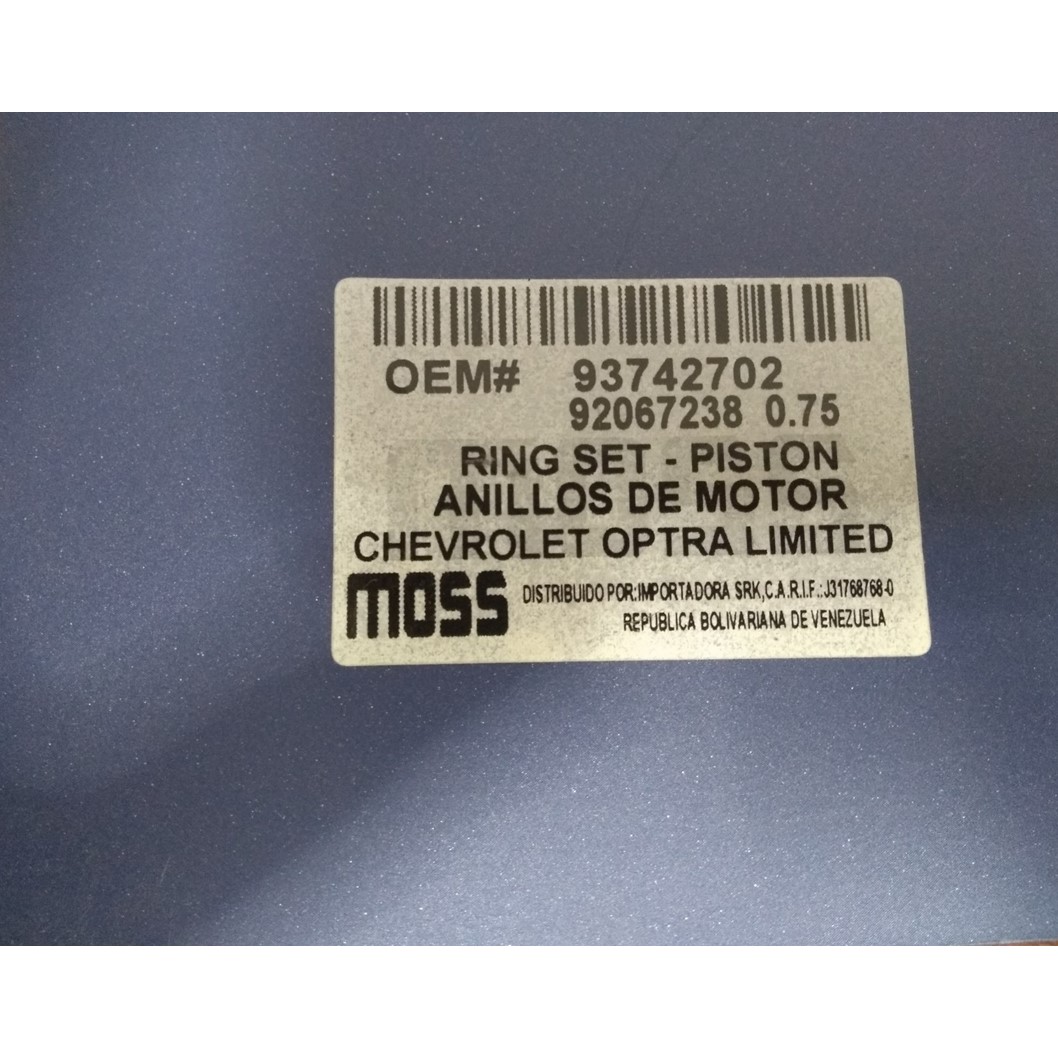 OEM# 93742702
92067238 0.75
RING SET - PISTON
ANILLOS DE MOTOR
CHEVROLET OPTRA LIMITED
MOSS DISTRIBUIDO POR:IMPORTADORA SRK,C.A.R.I.F.:J31768768-0
REPUBLICA BOLIVARIANA DE VENEZUELA